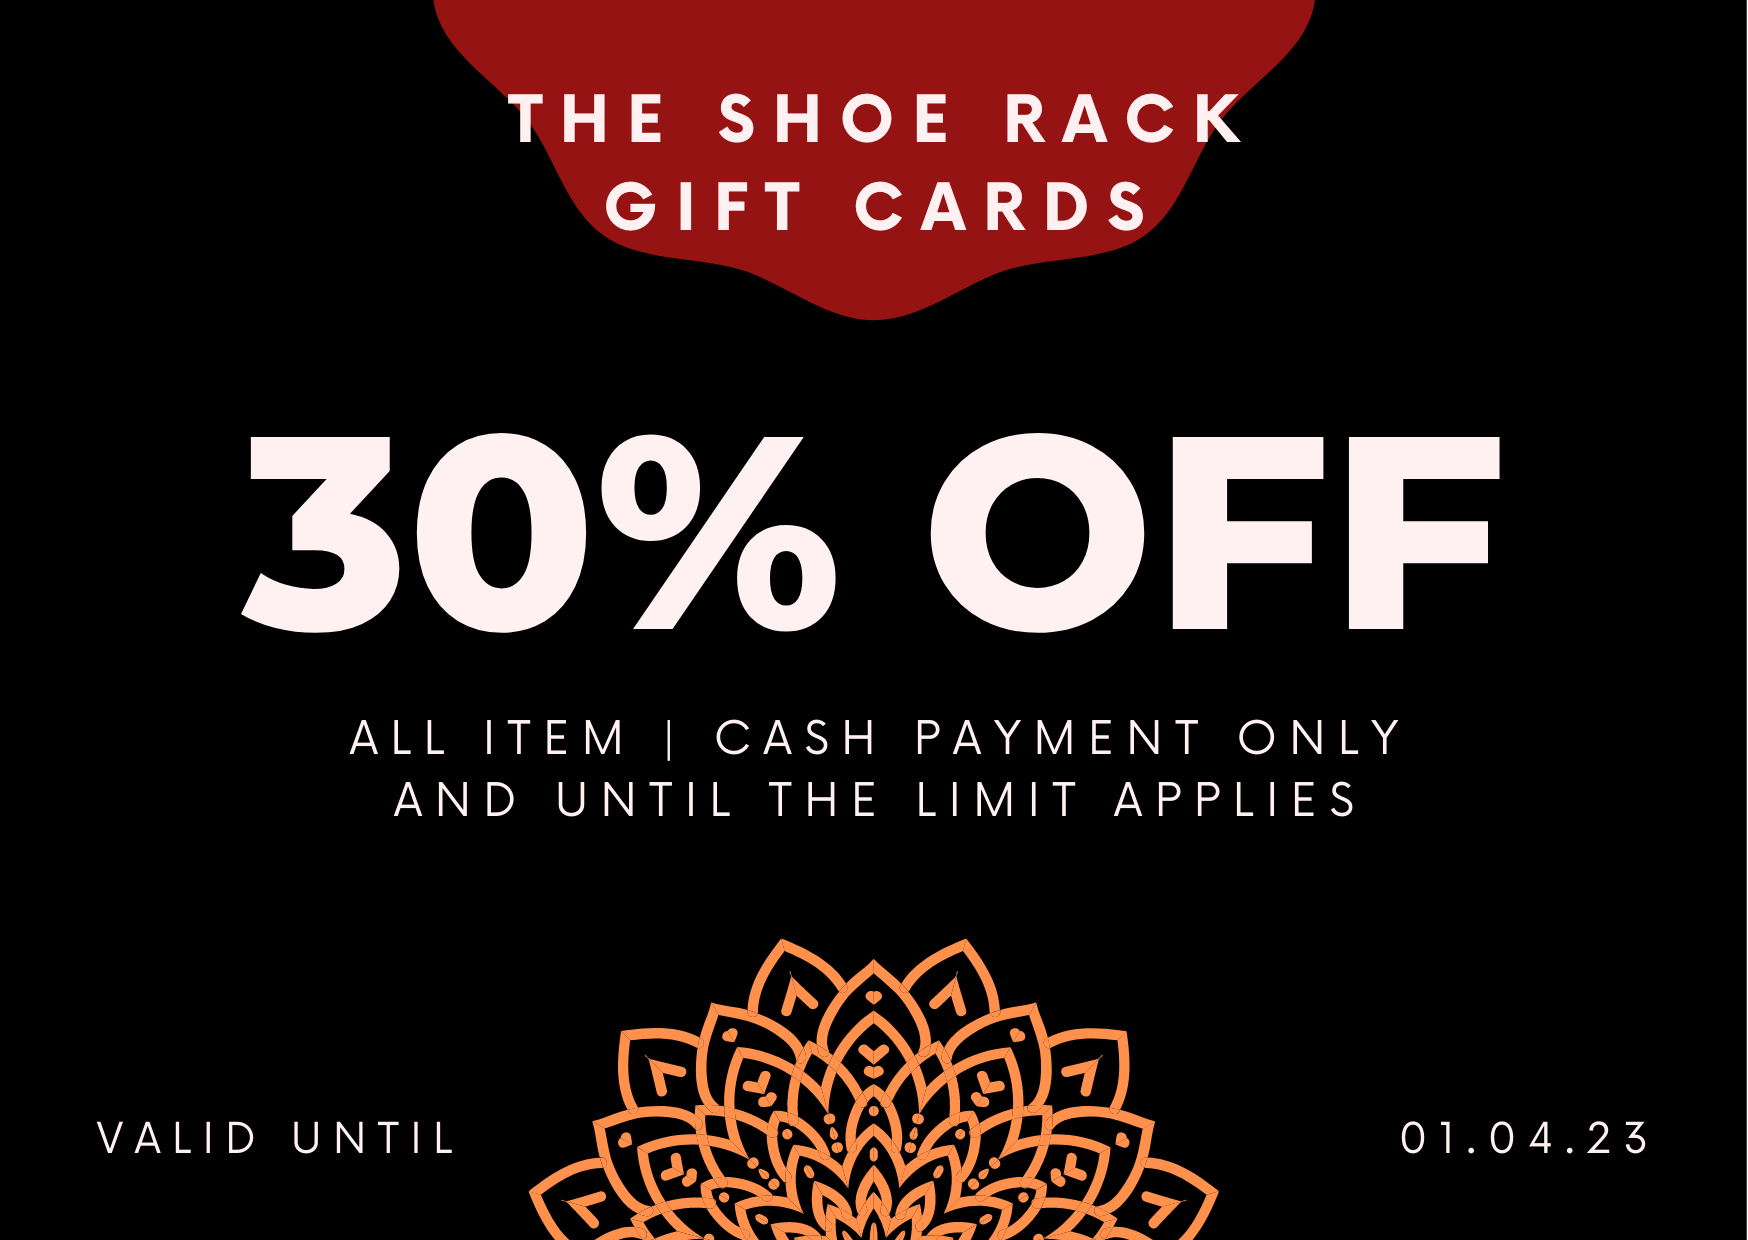 THE SHOE RACK
GIFT CARDS
30% OFF
ALL ITEM | CASH PAYMENT ONLY
AND UNTIL THE LIMIT APPLIES
VALID UNTIL
01.04.23